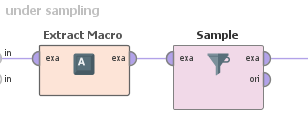 under sampling
Extract Macro
Sample
in
exa
A
exa
exa
exa
in
ori